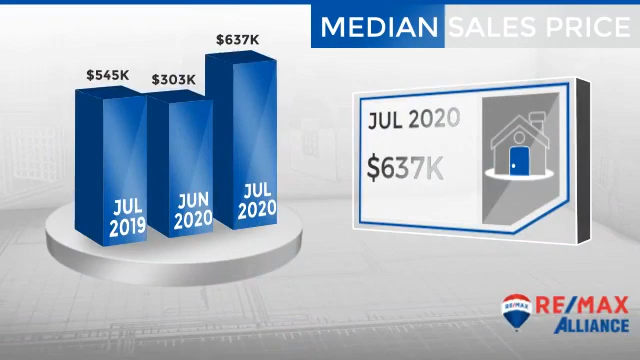 MEDIAN SALES PRICE
$637K
$545K
$303K
JUL 2019
JUN 2020
JUL 2020
JUL 2020
$637K
RE/MAX
RE/MAX
ALLIANCE